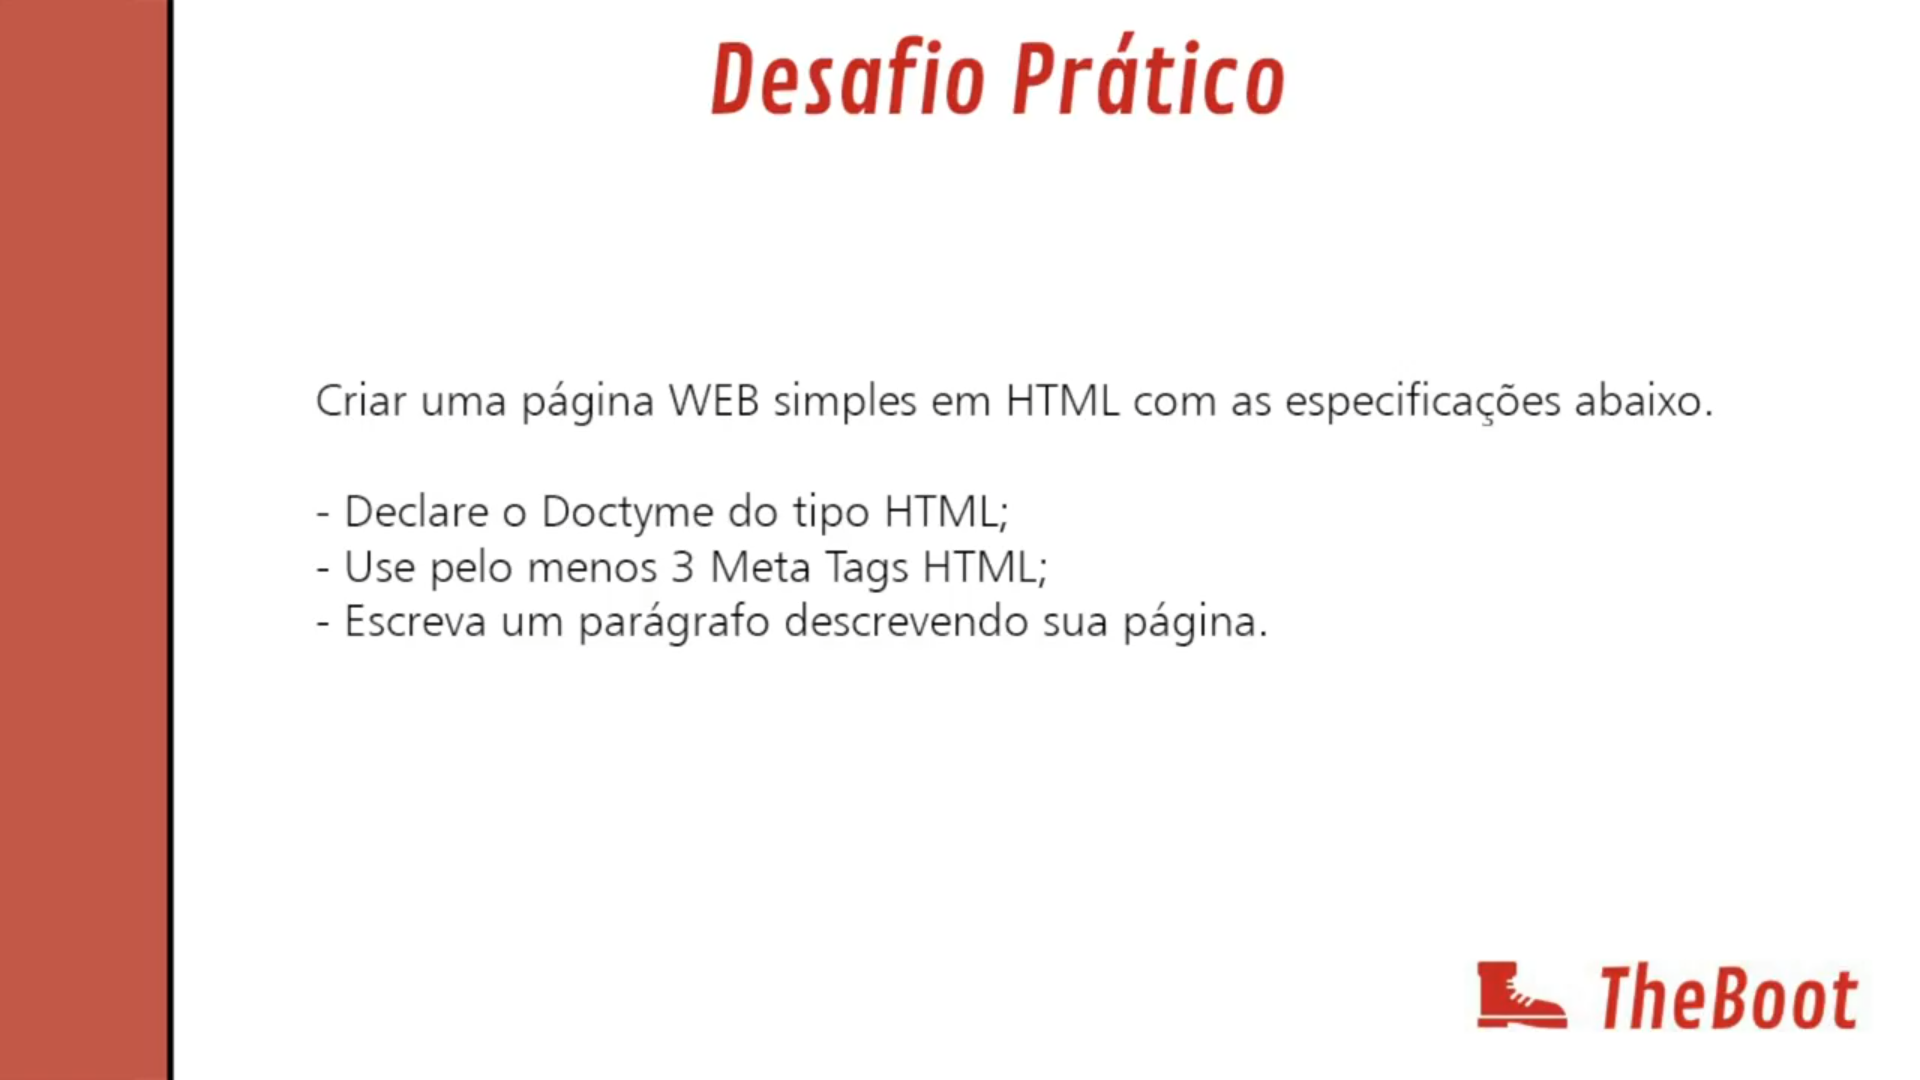 Desafio Prático
Criar uma página WEB simples em HTML com as especificações abaixo.
- Declare o Doctyme do tipo HTML;
- Use pelo menos 3 Meta Tags HTML;
- Escreva um parágrafo descrevendo sua página.
TheBoot